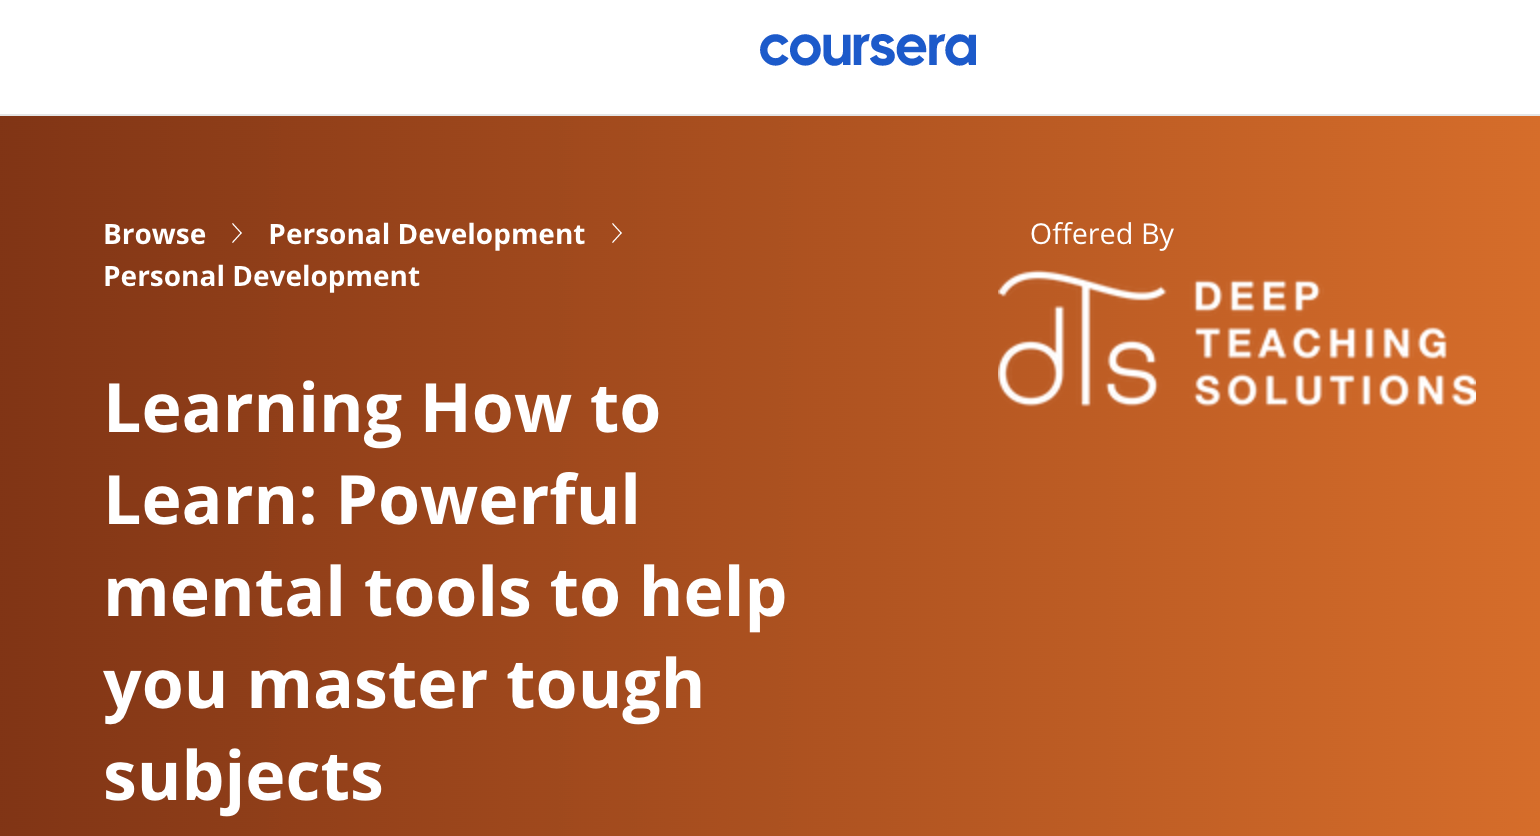 coursera
Browse > Personal Development >
Personal Development
Offered By
dTs
DEEP
TEACHING
SOLUTIONS
Learning How to
Learn: Powerful
mental tools to help
you master tough
subjects